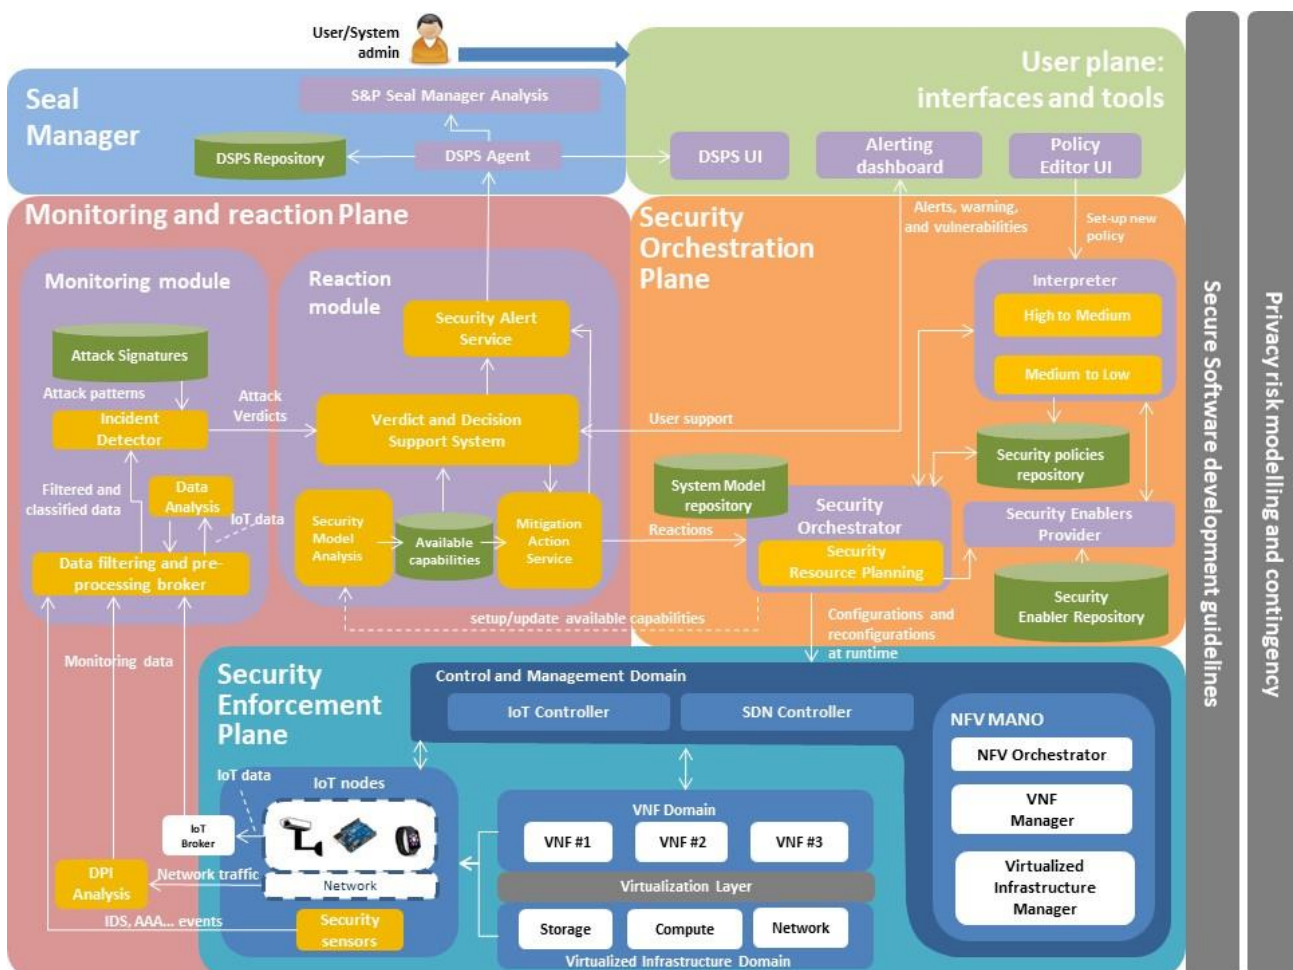 User/System
admin
Seal
Manager
S&P Seal Manager Analysis
DSPS Repository
DSPS Agent
User plane:
interfaces and tools
DSPS UI
Alerting
dashboard
Policy
Editor UI
Monitoring and reaction Plane
Security
Orchestration
Plane
Alerts, warning,
and vulnerabilities
Set-up new
policy
Monitoring module
Attack Signatures
Attack patterns
Incident
Detector
Attack
Verdicts
Filtered and
classified data
Data
Analysis
IoT data
Data filtering and pre-
processing broker
Monitoring data
Reaction
module
Security Alert
Service
Verdict and Decision
Support System
Security
Model
Analysis
Available
capabilities
Mitigation
Action
Service
User support
Reactions
setup/update available capabilities
Interpreter
High to Medium
Medium to Low
Security policies
repository
System Model
repository
Security
Orchestrator
Security
Resource Planning
Security Enablers
Provider
Security
Enabler Repository
Configurations and
reconfigurations
at runtime
Security
Enforcement
Plane
Control and Management Domain
IoT Controller
SDN Controller
NFV MANO
NFV Orchestrator
VNF
Manager
Virtualized
Infrastructure
Manager
IoT data
IoT nodes
IoT
Broker
Network
Network traffic
DPI
Analysis
IDS, AAA... events
Security
sensors
VNF Domain
VNF #1
VNF #2
VNF #3
Virtualization Layer
Storage
Compute
Network
Virtualized Infrastructure Domain
Secure Software development guidelines
Privacy risk modelling and contingency